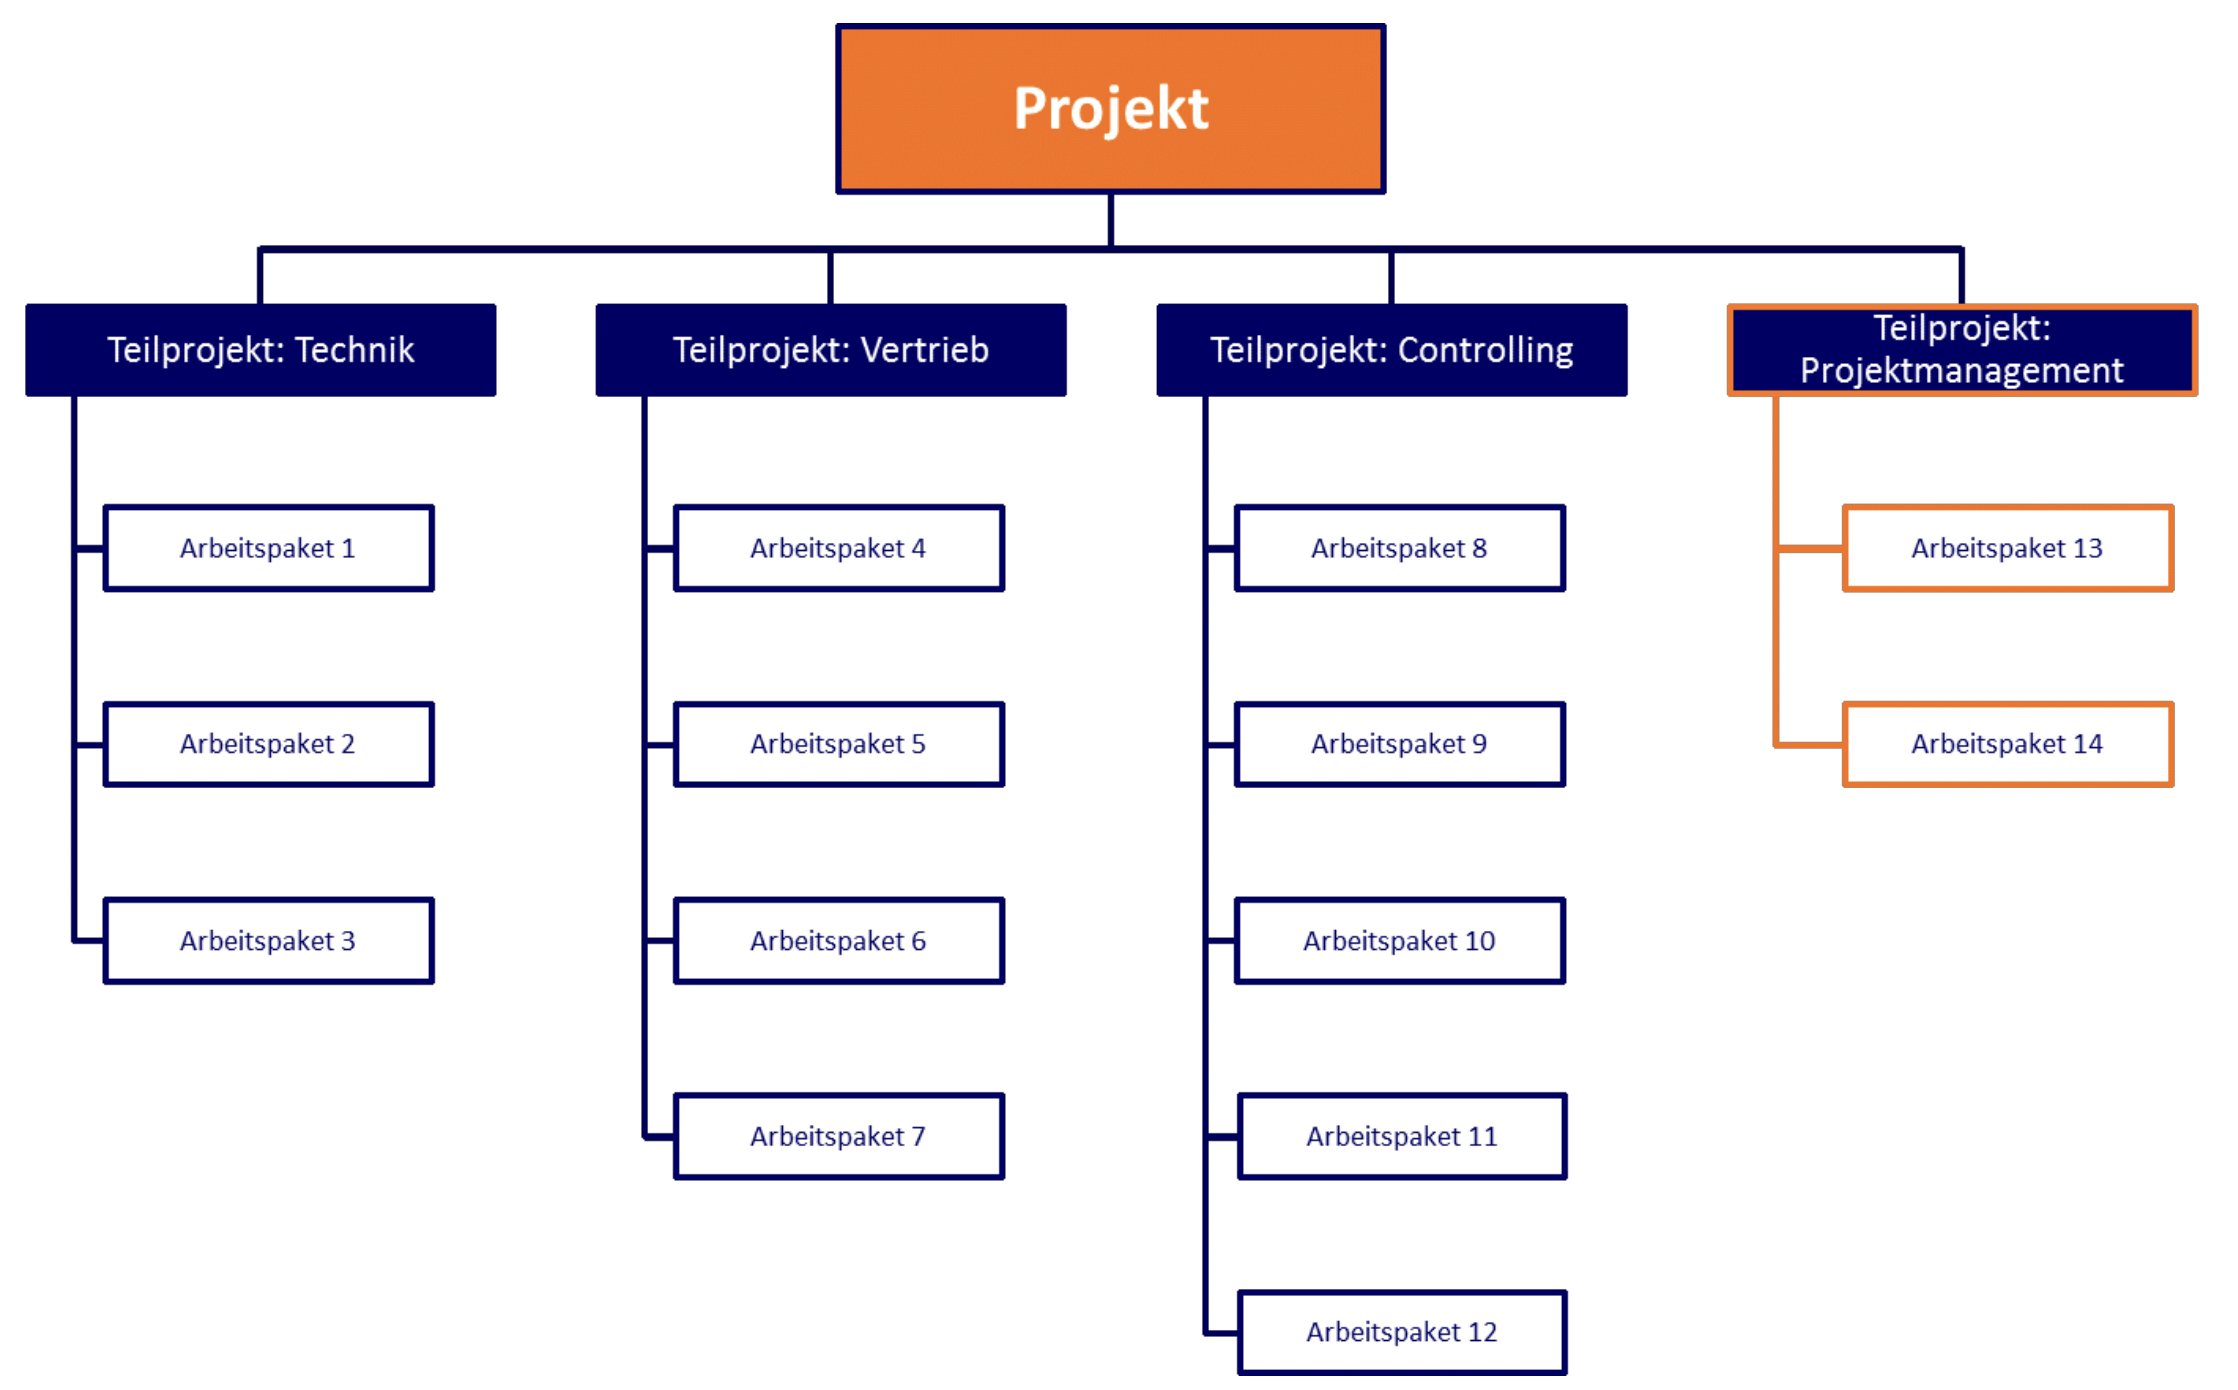 Projekt
Teilprojekt: Technik
Arbeitspaket 1
Arbeitspaket 2
Arbeitspaket 3
Teilprojekt: Vertrieb
Arbeitspaket 4
Arbeitspaket 5
Arbeitspaket 6
Arbeitspaket 7
Teilprojekt: Controlling
Arbeitspaket 8
Arbeitspaket 9
Arbeitspaket 10
Arbeitspaket 11
Arbeitspaket 12
Teilprojekt:
Projektmanagement
Arbeitspaket 13
Arbeitspaket 14